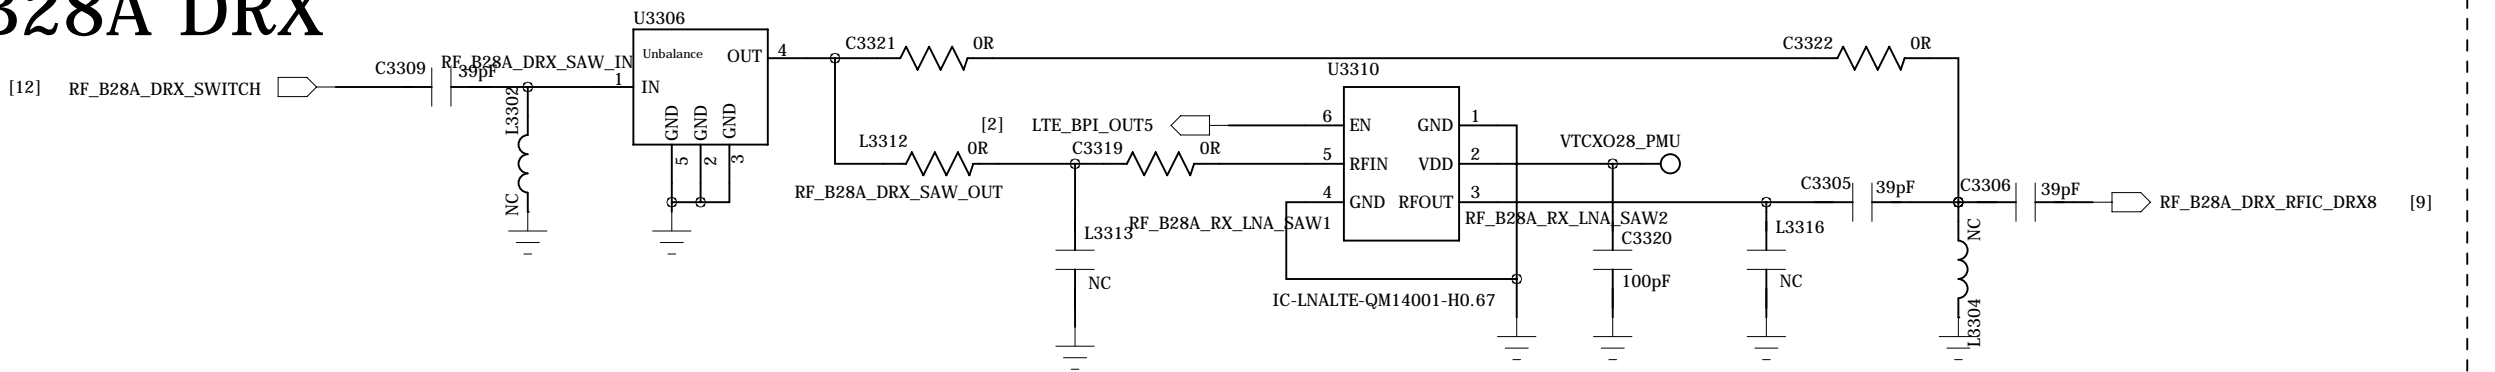 B28A DRX
U3306
Unbalance
OUT
4
IN
1
GND
GND
GND
5
2
3
[12]
RF_B28A_DRX_SWITCH
C3309
39pF
RF_B28A_DRX_SAW_IN
L3302
NC
C3321
0R
C3322
0R
L3312
0R
RF_B28A_DRX_SAW_OUT
[2]
LTE_BPI_OUT5
C3319
0R
L3313
NC
RF_B28A_RX_LNA_SAW1
U3310
6
EN
GND
1
5
RFIN
VDD
2
4
GND
RFOUT
3
IC-LNALTE-QM14001-H0.67
VTCXO28_PMU
RF_B28A_RX_LNA_SAW2
C3320
100pF
L3316
NC
C3305
39pF
C3306
39pF
NC
L3304
RF_B28A_DRX_RFIC_DRX8
[9]